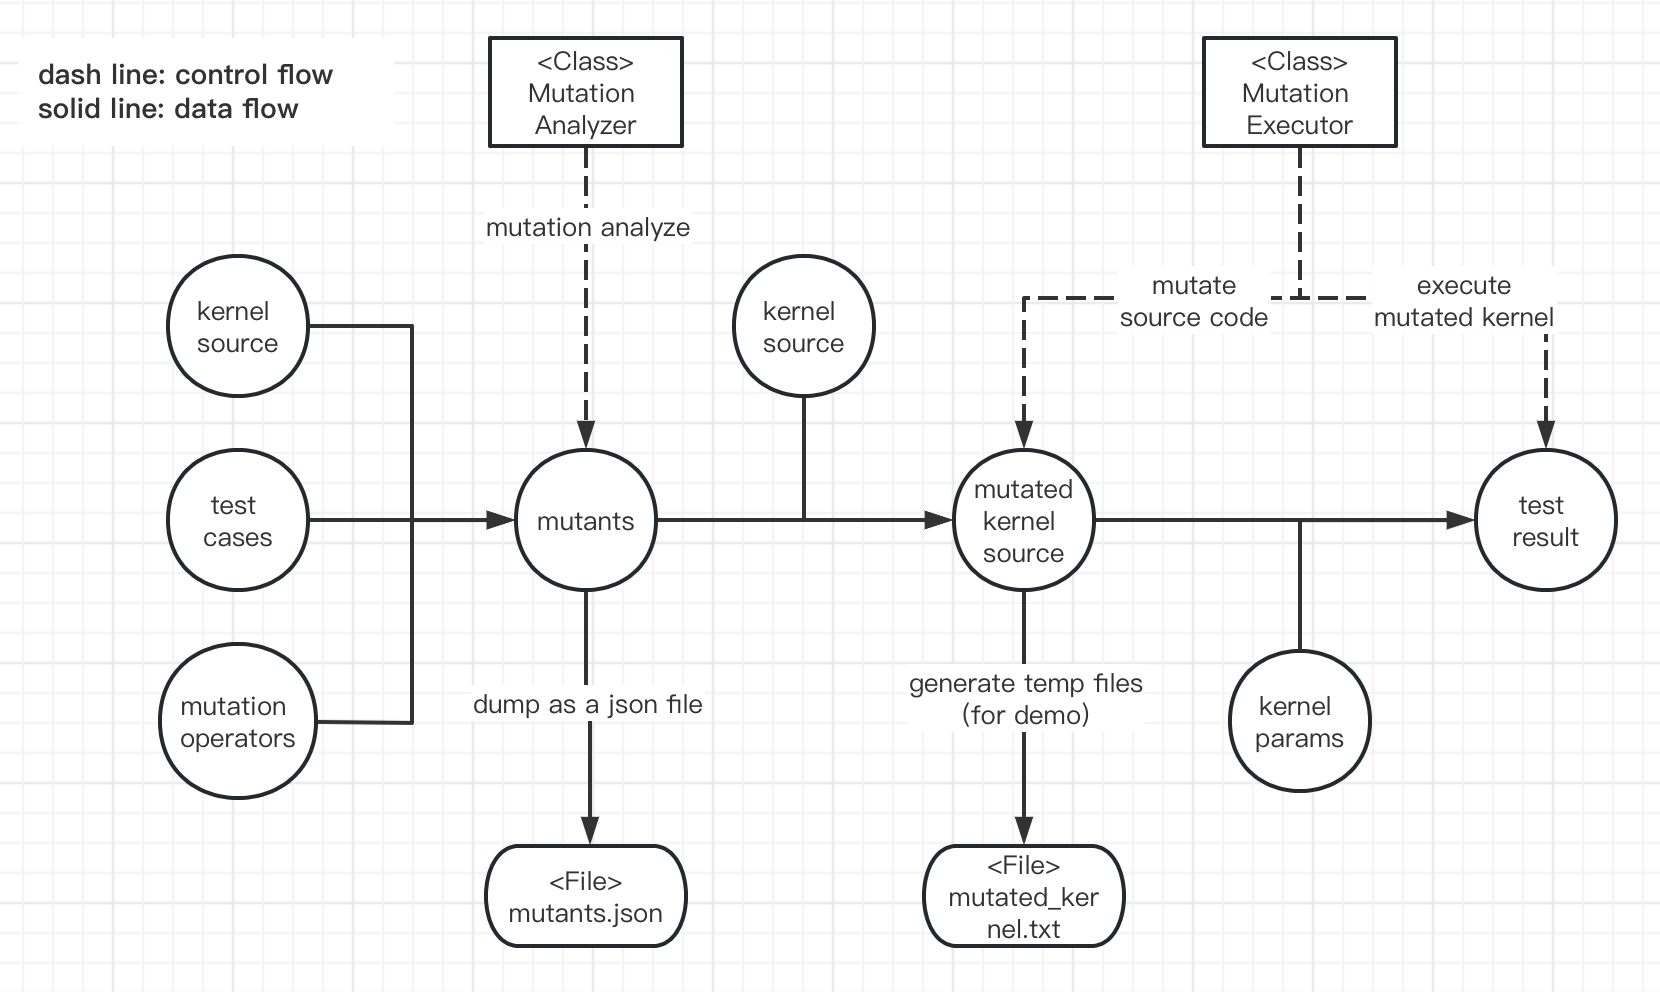 dash line: control flow
solid line: data flow
<Class>
Mutation
Analyzer
<Class>
Mutation
Executor
mutation analyze
kernel
source
kernel
source
mutate
source code
execute
mutated kernel
test
cases
mutants
mutated
kernel
source
test
result
mutation
operators
dump as a json file
generate temp files
(for demo)
kernel
params
<File>
mutants.json
<File>
mutated_ker
nel.txt